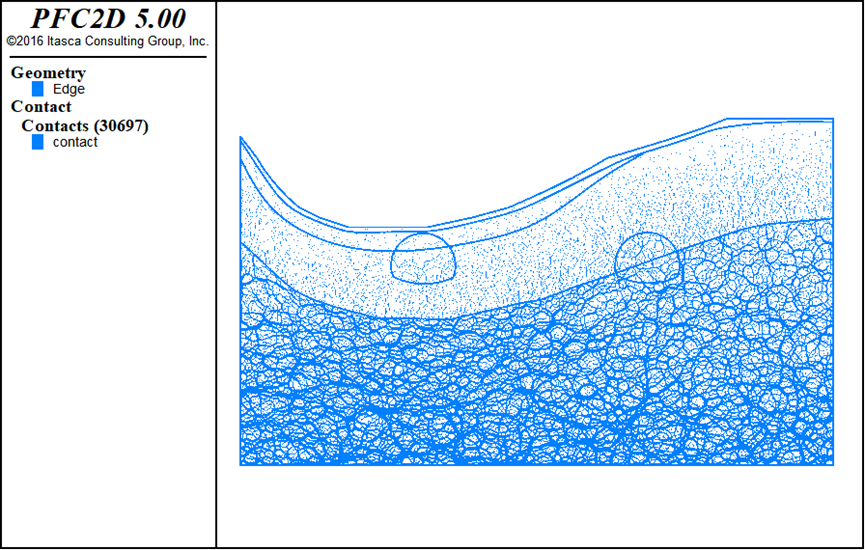 PFC2D 5.00
©2016 Itasca Consulting Group, Inc.
Geometry
Edge
Contact
Contacts (30697)
contact